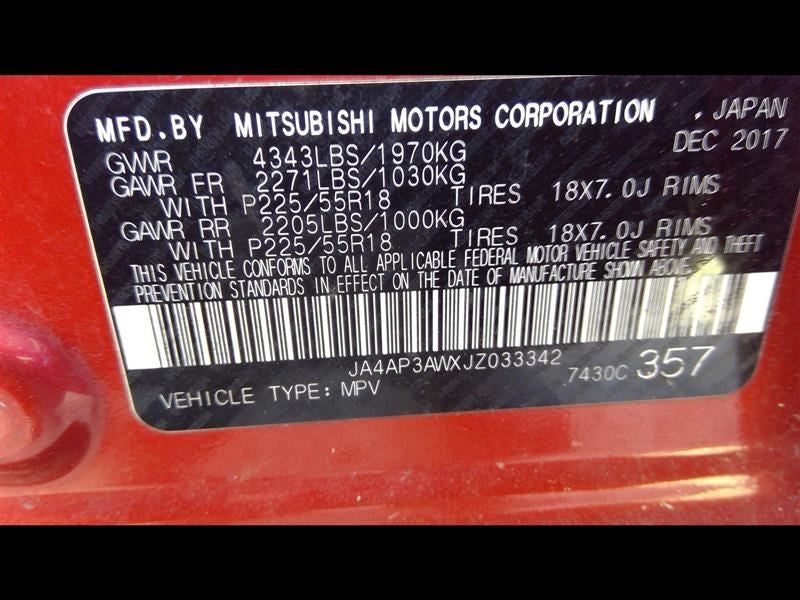 MFD.BY MITSUBISHI MOTORS CORPORATION , JAPAN
DEC 2017
GVWR 4343LBS/1970KG
GAWR FR 2271LBS/1030KG
WITH P225/55R18 TIRES 18X7.0J RIMS
GAWR RR 2205LBS/1000KG
WITH P225/55R18 TIRES 18X7.0J RIMS
THIS VEHICLE CONFORMS TO ALL APPLICABLE FEDERAL MOTOR VEHICLE SAFETY AND THEFT
PREVENTION STANDARDS IN EFFECT ON THE DATE OF MANUFACTURE SHOWN ABOVE.
JA4AP3AWXJZ033342 7430C 357
VEHICLE TYPE: MPV